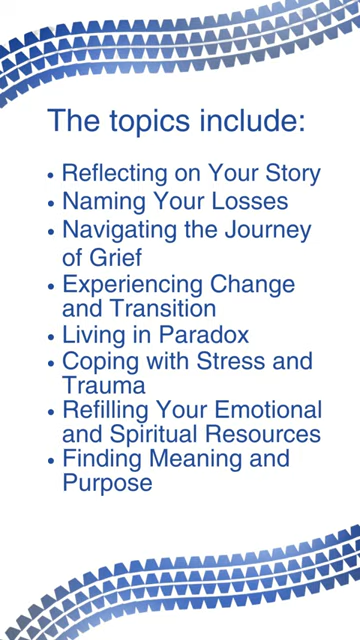 The topics include:
• Reflecting on Your Story
• Naming Your Losses
• Navigating the Journey
of Grief
• Experiencing Change
and Transition
• Living in Paradox
• Coping with Stress and
Trauma
• Refilling Your Emotional
and Spiritual Resources
• Finding Meaning and
Purpose